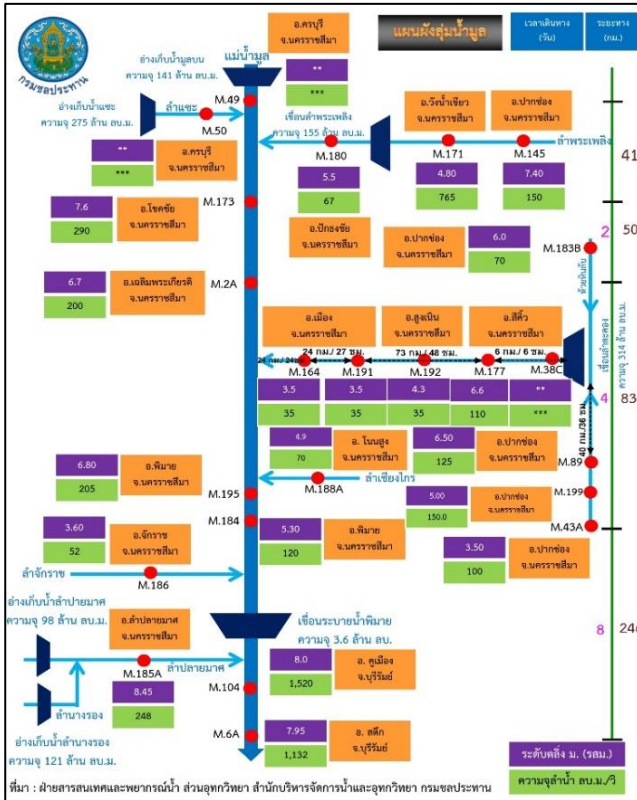 อ.ครบุรี
จ.นครราชสีมา
แผนผังลุ่มน้ำมูล
เวลาเดินทาง
(วัน)
ระยะทาง
(กม.)
กรมชลประทาน
อ่างเก็บน้ำมูลบน
ความจุ 141 ล้าน ลบ.ม.
แม่น้ำมูล
**
***
อ่างเก็บน้ำแซะ
ความจุ 275 ล้าน ลบ.ม.
ลำแซะ
M.49
M.50
เขื่อนลำพระเพลิง
ความจุ 155 ล้าน ลบ.ม.
อ.วังน้ำเขียว
จ.นครราชสีมา
อ.ปากช่อง
จ.นครราชสีมา
ลำพระเพลิง
M.180
M.171
M.145
41
**
***
อ.ครบุรี
จ.นครราชสีมา
5.5
67
4.80
765
7.40
150
7.6
290
อ.โชคชัย
จ.นครราชสีมา
M.173
อ.ปักธงชัย
จ.นครราชสีมา
อ.ปากช่อง
จ.นครราชสีมา
6.0
70
2
50
M.183B
6.7
200
อ.เฉลิมพระเกียรติ
จ.นครราชสีมา
M.2A
อ.เมือง
จ.นครราชสีมา
อ.สูงเนิน
จ.นครราชสีมา
อ.สีคิ้ว
จ.นครราชสีมา
เขื่อนลำตะคอง
ความจุ 314 ล้าน ลบ.ม.
24 กม./ 27 ชม.
73 กม./ 48 ชม.
6 กม./ 6 ชม.
M.164
M.191
M.192
M.177
M.38C
3.5
35
3.5
35
4.3
35
6.6
110
**
***
4
83
40 กม./36 ชม.
4.9
70
อ. โนนสูง
จ.นครราชสีมา
6.50
125
อ.ปากช่อง
จ.นครราชสีมา
M.89
6.80
205
อ.พิมาย
จ.นครราชสีมา
M.195
M.188A
ลำเชียงไกร
5.00
150.0
อ.ปากช่อง
จ.นครราชสีมา
M.199
M.43A
M.184
3.60
52
อ.จักราช
จ.นครราชสีมา
5.30
120
อ.พิมาย
จ.นครราชสีมา
3.50
100
อ.ปากช่อง
จ.นครราชสีมา
ลำจักราช
M.186
อ่างเก็บน้ำลำปลายมาศ
ความจุ 98 ล้าน ลบ.ม.
อ.ลำปลายมาศ
จ.นครราชสีมา
เขื่อนระบายน้ำพิมาย
ความจุ 3.6 ล้าน ลบ.
8
ลำปลายมาศ
M.185A
8.0
1,520
อ. คูเมือง
จ.บุรีรัมย์
M.104
8.45
248
ลำนางรอง
อ่างเก็บน้ำลำนางรอง
ความจุ 121 ล้าน ลบ.ม.
M.6A
7.95
1,132
อ. สตึก
จ.บุรีรัมย์
ระดับตลิ่ง ม. (รสม.)
ความจุลำน้ำ ลบ.ม./วิ
ที่มา : ฝ่ายสารสนเทศและพยากรณ์น้ำ ส่วนอุทกวิทยา สำนักบริหารจัดการน้ำและอุทกวิทยา กรมชลประทาน